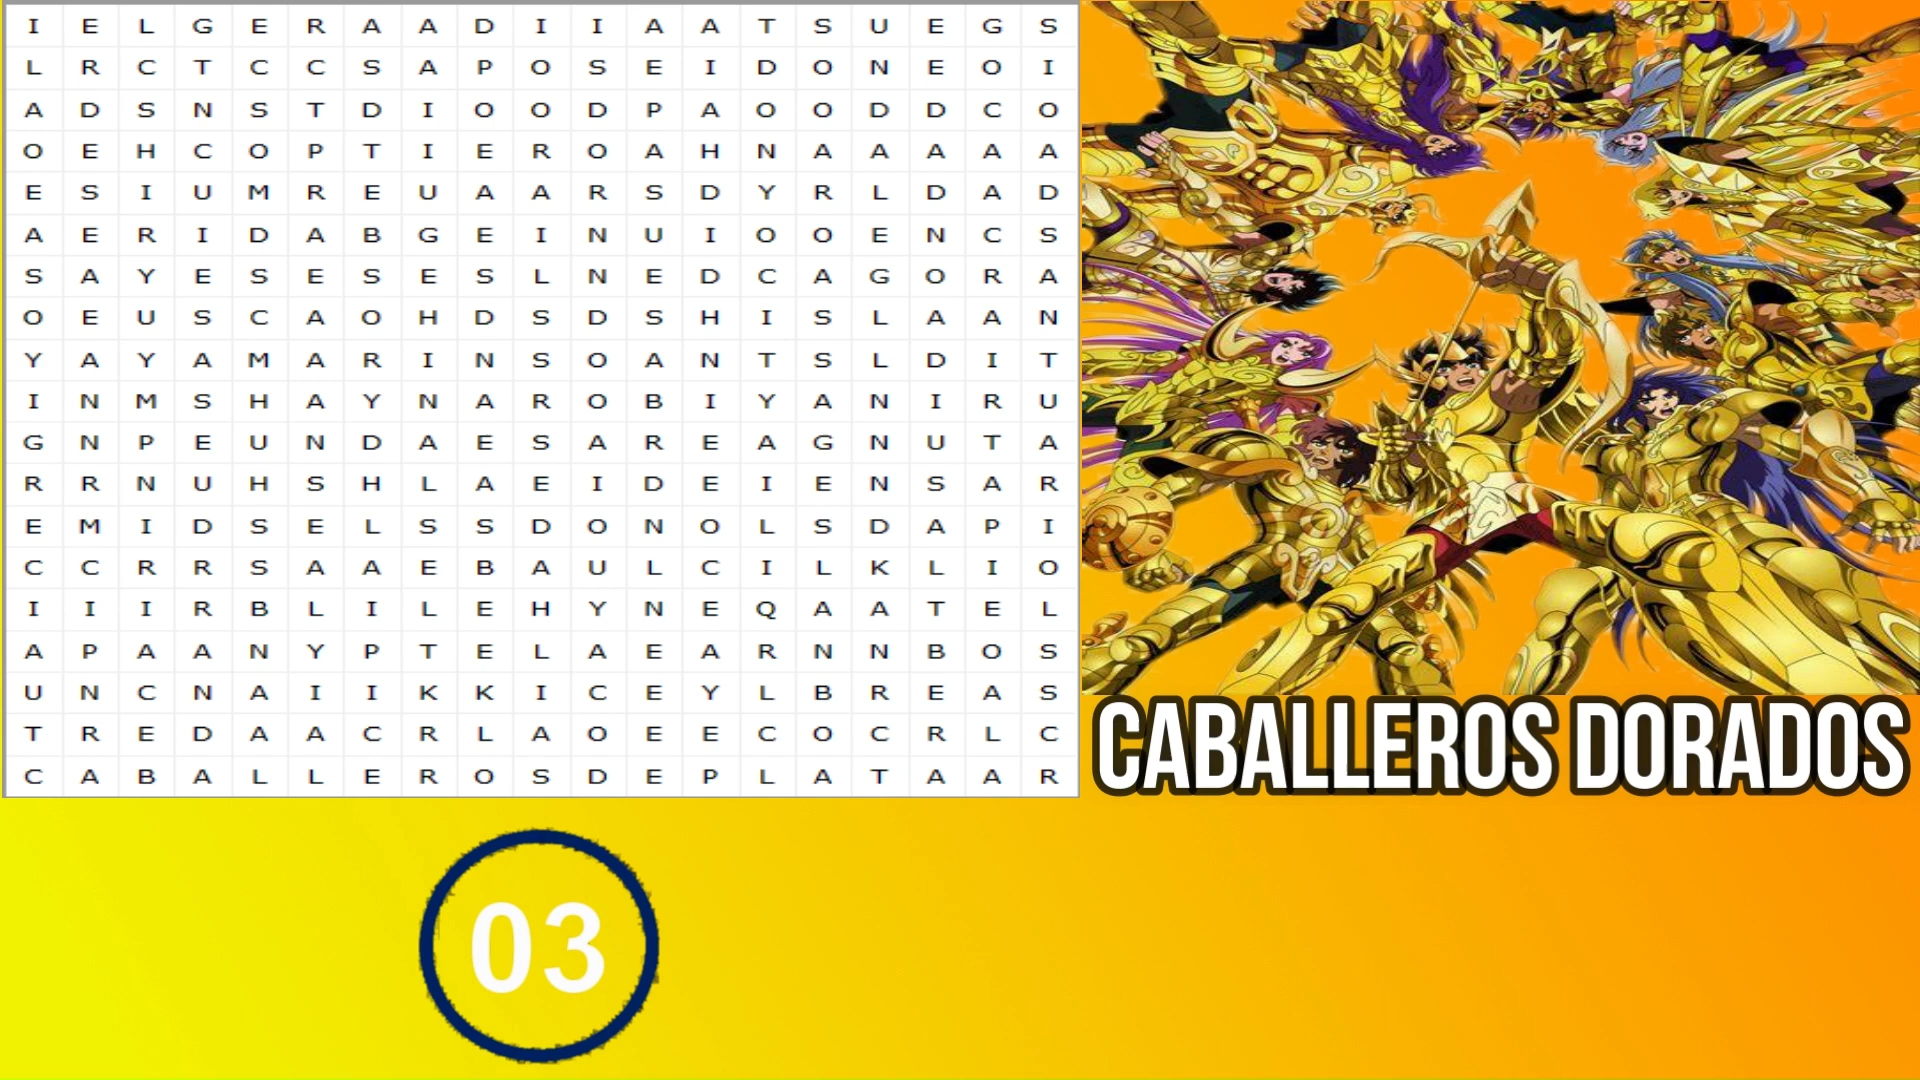 I E L G E R A A D I I A A T S U E G S
L R C T C C S A P O S E I D O N E O I
A D S N S T D I O O D P A O O D D C O
O E H C O P T I E R O A H N A A A A A
E S I U M R E U A A R S D Y R L D A D
A E R I D A B G E I N U I O O E N C S
S A Y E S E S E S L N E D C A G O R A
O E U S C A O H D S D S H I S L A A N
Y A Y A M A R I N S O A N T S L D I T
I N M S H A Y N A R O B I Y A N I R U
G N P E U N D A E S A R E A G N U T A
R R N U H S H L A E I D E I E N S A R
E M I D S E L S S D O N O L S D A P I
C C R R S A A E B A U L C I L K L I O
I I I R B L I L E H Y N E Q A A T E L
A P A A N Y P T E L A E A R N N B O S
U N C N A I I K K I C E Y L B R E A S
T R E D A A C R L A O E E C O C R L C
C A B A L L E R O S D E P L A T A A R
CABALLEROS DORADOS
03